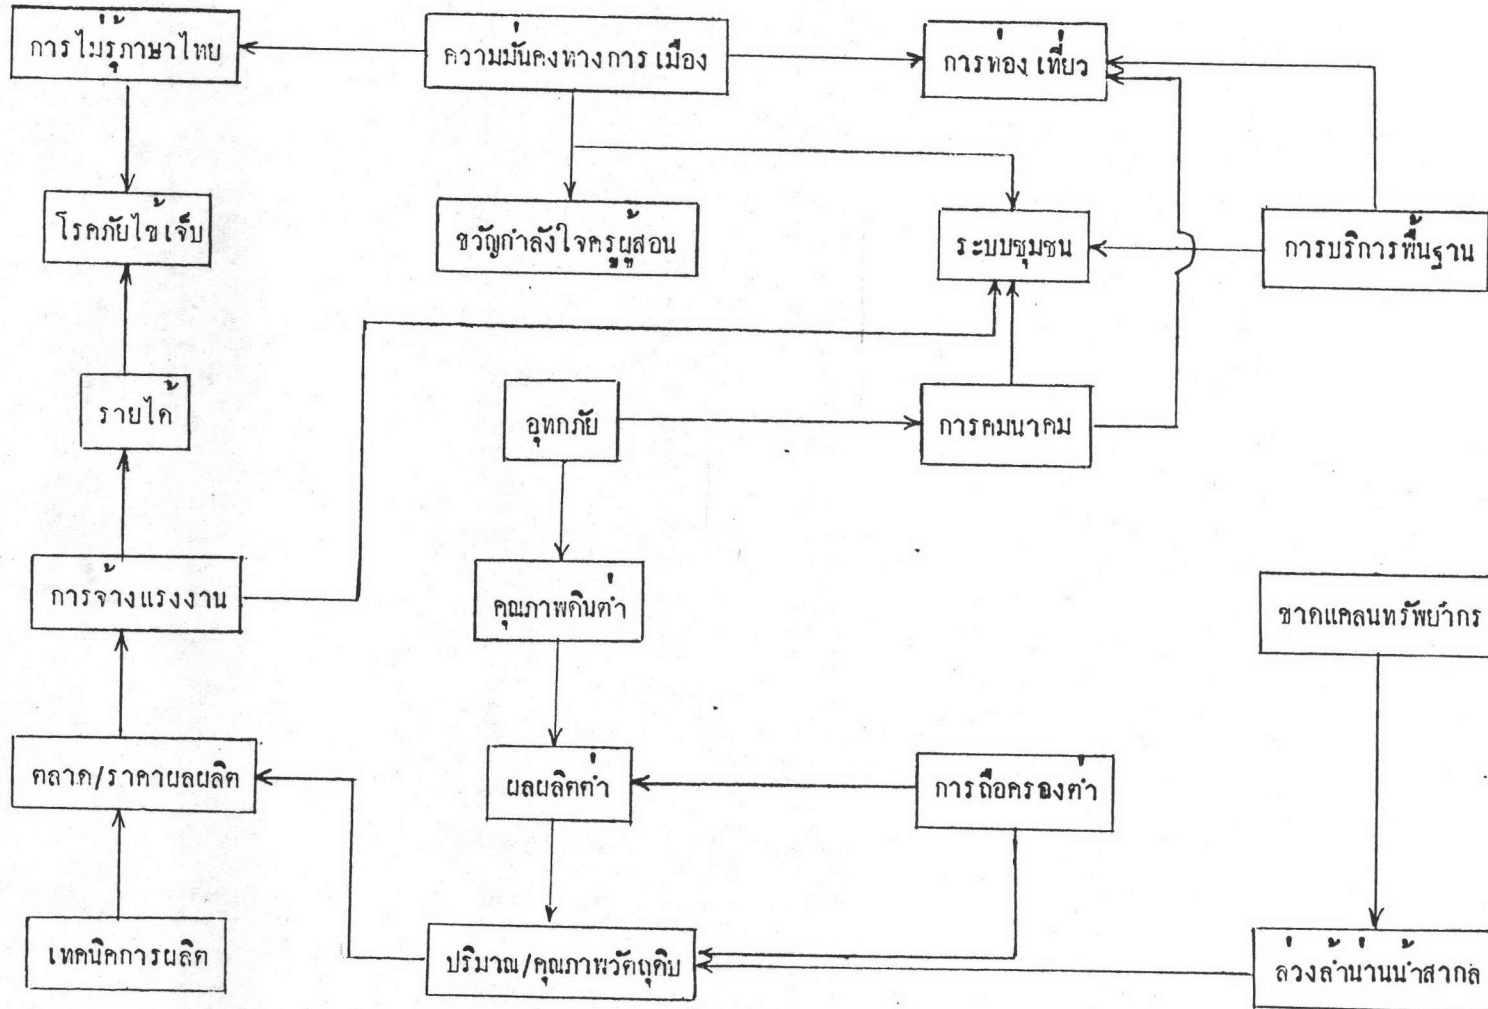 การไม่รู้ภาษาไทย
ความมั่นคงทางการเมือง
การท่องเที่ยว
โรคภัยไข้เจ็บ
ขวัญกำลังใจครูผู้สอน
ระบบชุมชน
การบริการพื้นฐาน
รายได้
อุทกภัย
การคมนาคม
การจ้างแรงงาน
คุณภาพดินต่ำ
ขาดแคลนทรัพยากร
ตลาด/ราคาผลผลิต
ผลผลิตต่ำ
การถือครองต่ำ
เทคนิคการผลิต
ปริมาณ/คุณภาพวัตถุดิบ
ล่วงล้ำน่านน้ำสากล